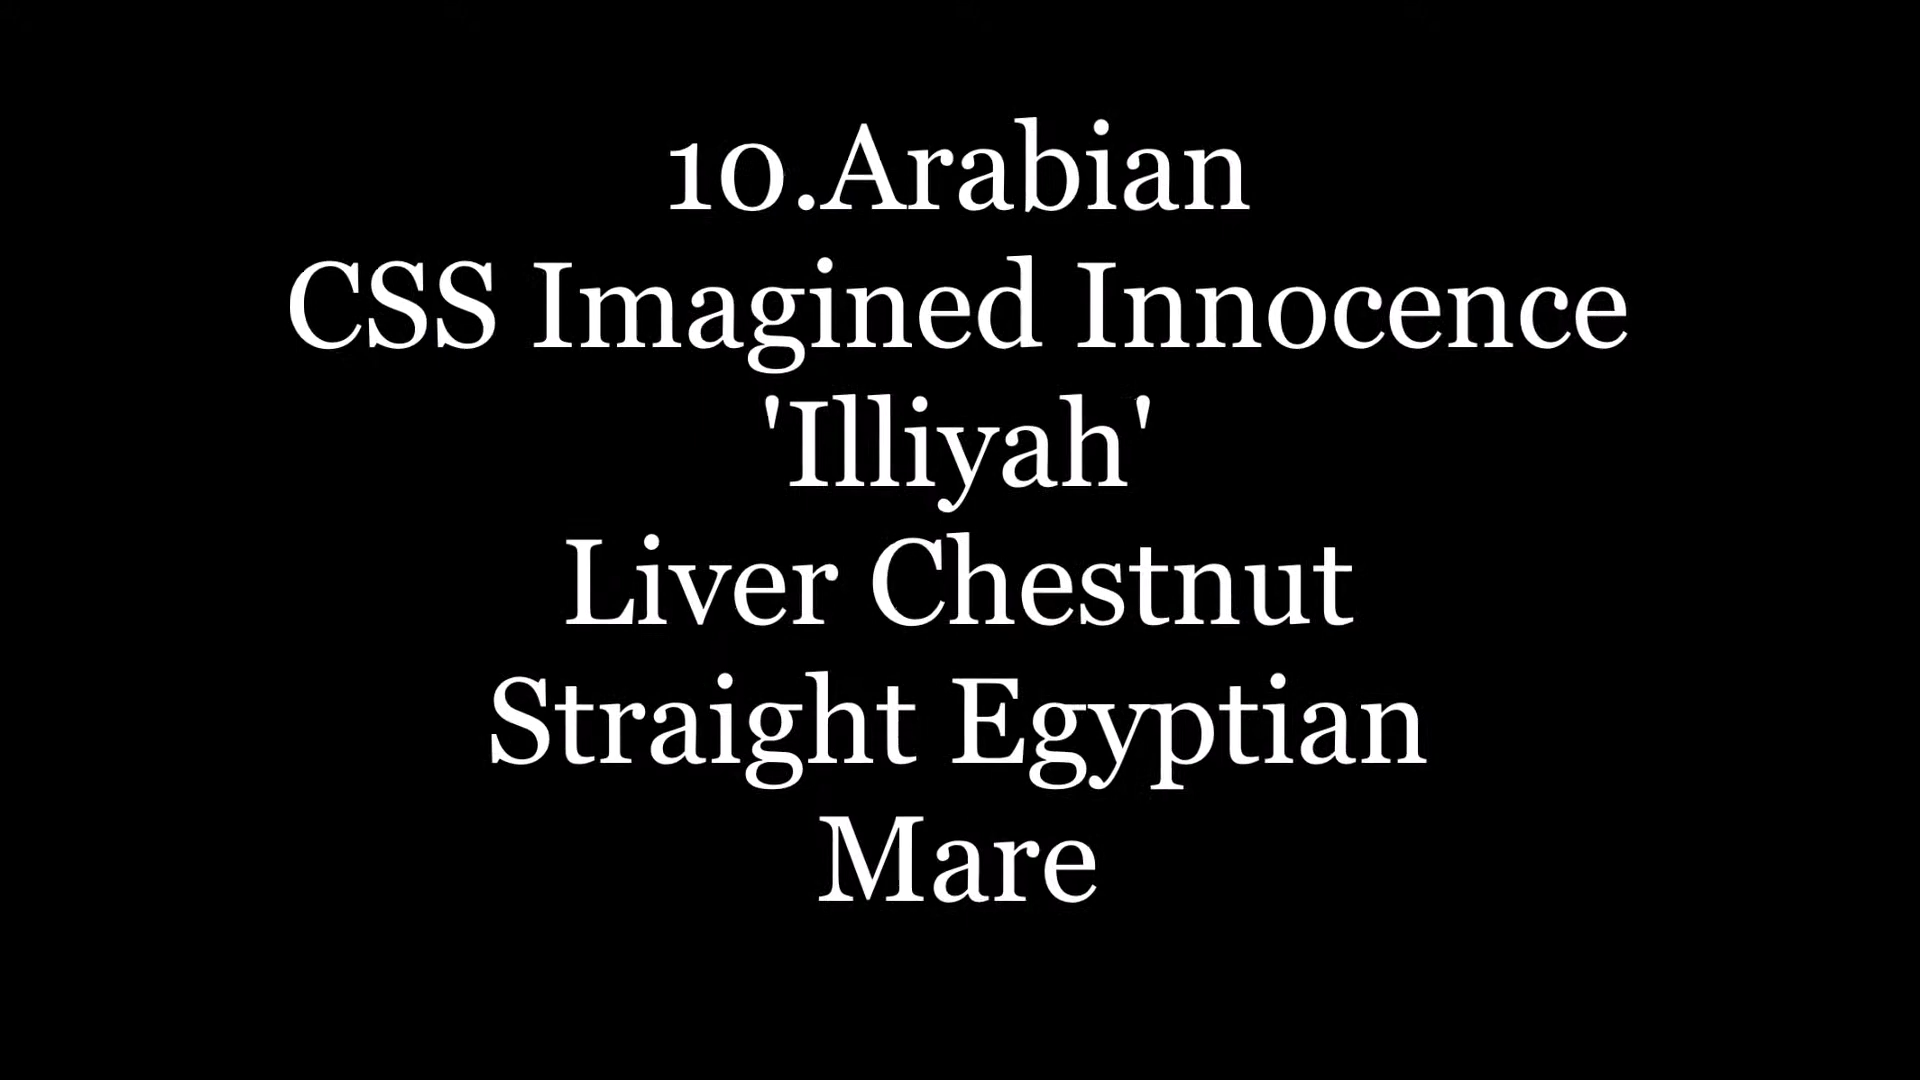 10.Arabian
CSS Imagined Innocence
'Illiyah'
Liver Chestnut
Straight Egyptian
Mare